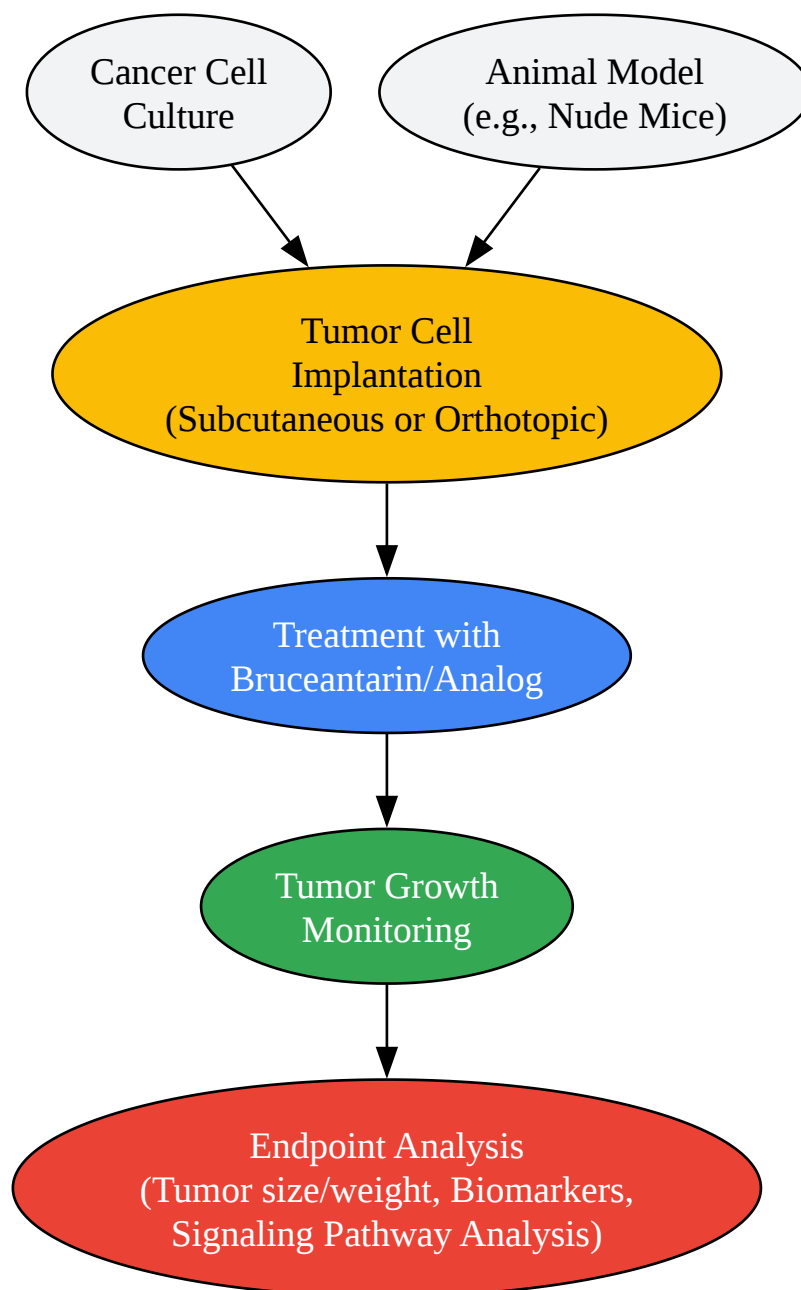 Cancer Cell
Culture
Animal Model
(e.g., Nude Mice)
Tumor Cell
Implantation
(Subcutaneous or Orthotopic)
Treatment with
Bruceantarin/Analog
Tumor Growth
Monitoring
Endpoint Analysis
(Tumor size/weight, Biomarkers,
Signaling Pathway Analysis)